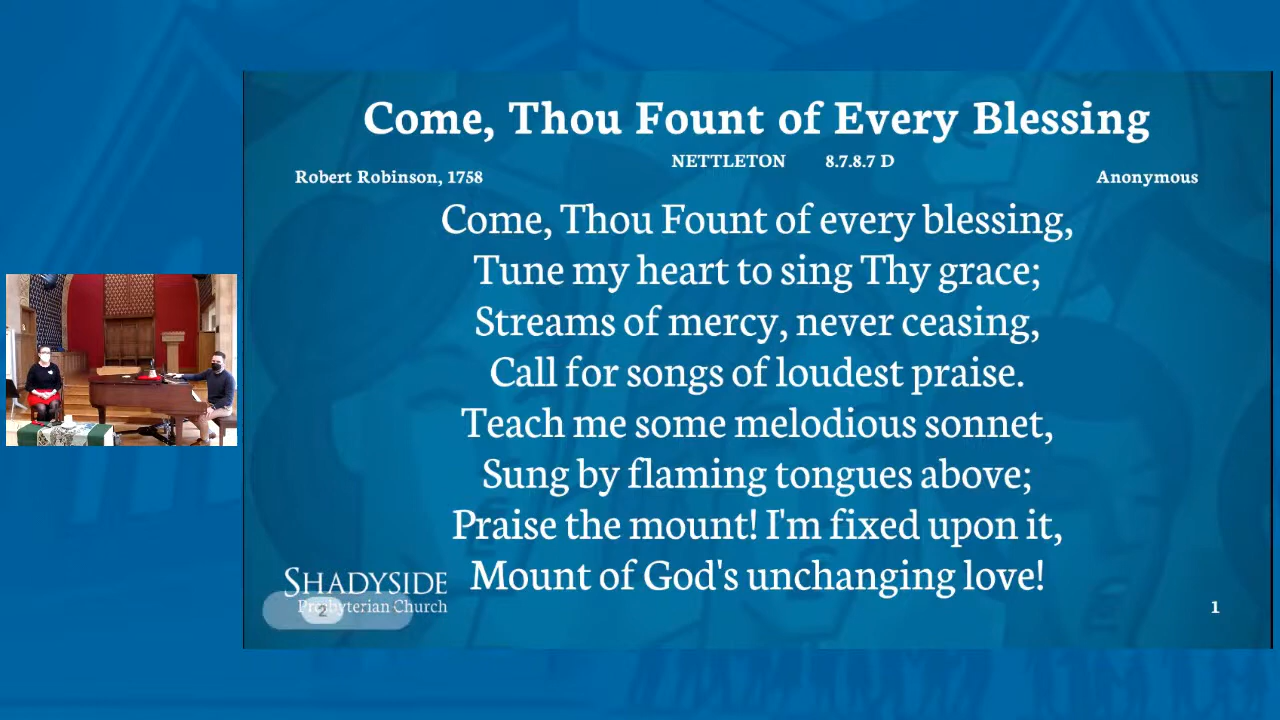 Come, Thou Fount of Every Blessing
NETTLETON 8.7.8.7 D
Robert Robinson, 1758 Anonymous
Come, Thou Fount of every blessing,
Tune my heart to sing Thy grace;
Streams of mercy, never ceasing,
Call for songs of loudest praise.
Teach me some melodious sonnet,
Sung by flaming tongues above;
Praise the mount! I'm fixed upon it,
Mount of God's unchanging love!
SHADYSIDE
Presbyterian Church
2
1